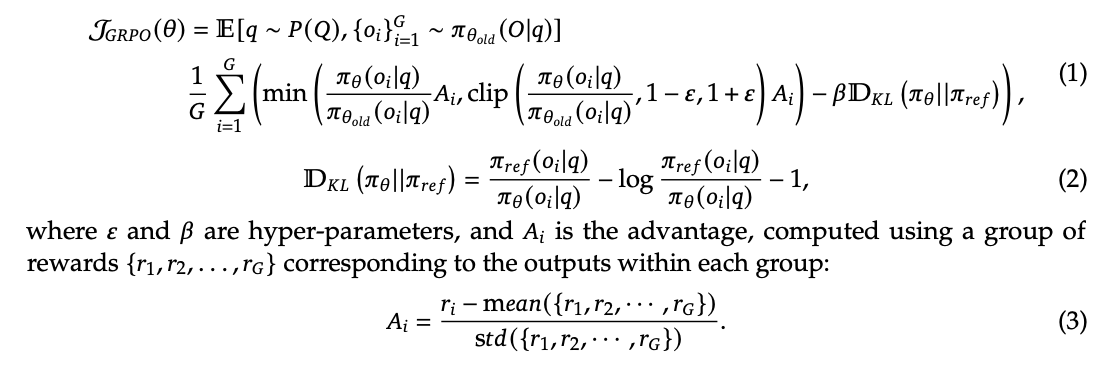 𝒥_{GRPO}(θ) = 𝔼[q ∼ P(Q), {o_i}_{i=1}^{G} ∼ π_{θ_{old}}(O|q)]
\frac{1}{G} \sum_{i=1}^{G} \left( \min \left( \frac{π_θ(o_i|q)}{π_{θ_{old}}(o_i|q)} A_i, \text{clip} \left( \frac{π_θ(o_i|q)}{π_{θ_{old}}(o_i|q)}, 1 − ε, 1 + ε \right) A_i \right) − β𝔻_{KL} (π_θ||π_{ref}) \right), (1)
𝔻_{KL} (π_θ||π_{ref}) = \frac{π_{ref}(o_i|q)}{π_θ(o_i|q)} − \log \frac{π_{ref}(o_i|q)}{π_θ(o_i|q)} − 1, (2)
where ε and β are hyper-parameters, and A_i is the advantage, computed using a group of
rewards {r_1, r_2, . . . , r_G} corresponding to the outputs within each group:
A_i = \frac{r_i − mean({r_1, r_2, ··· , r_G})}{std({r_1, r_2, ··· , r_G})}. (3)